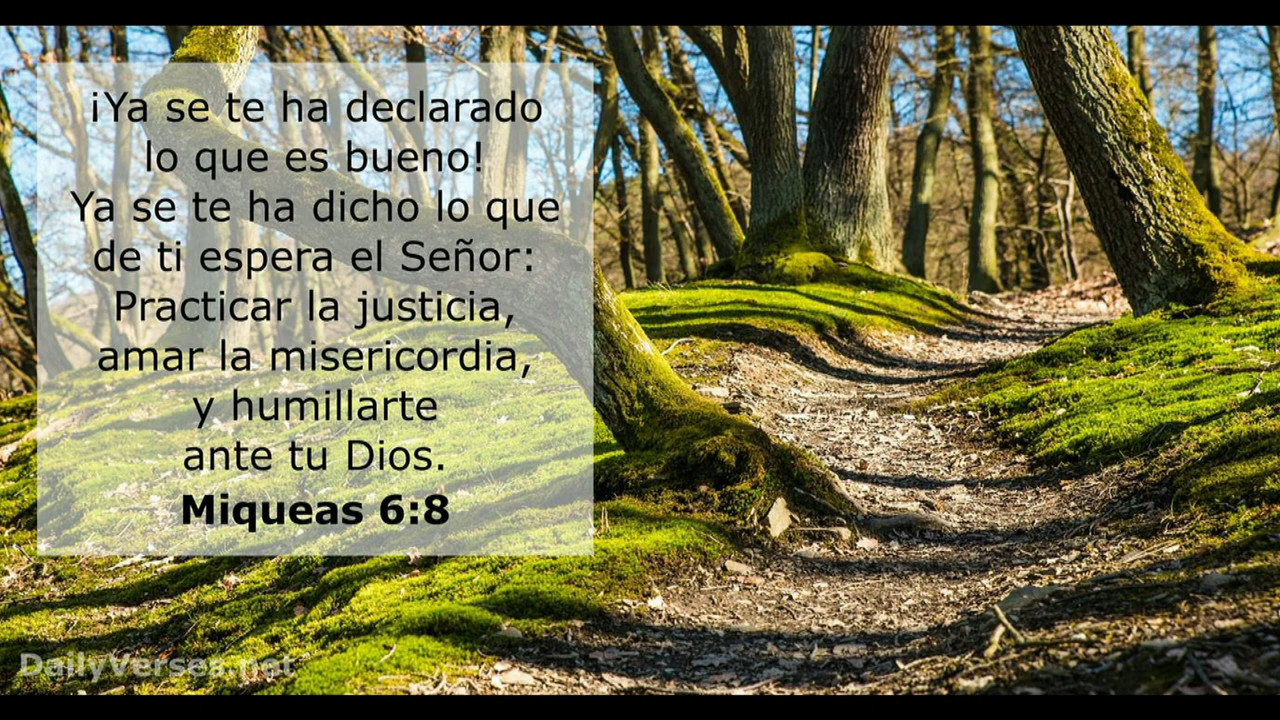 ¡Ya se te ha declarado
lo que es bueno!
Ya se te ha dicho lo que
de ti espera el Señor:
Practicar la justicia,
amar la misericordia,
y humillarte
ante tu Dios.
Miqueas 6:8
DailyVerses.net